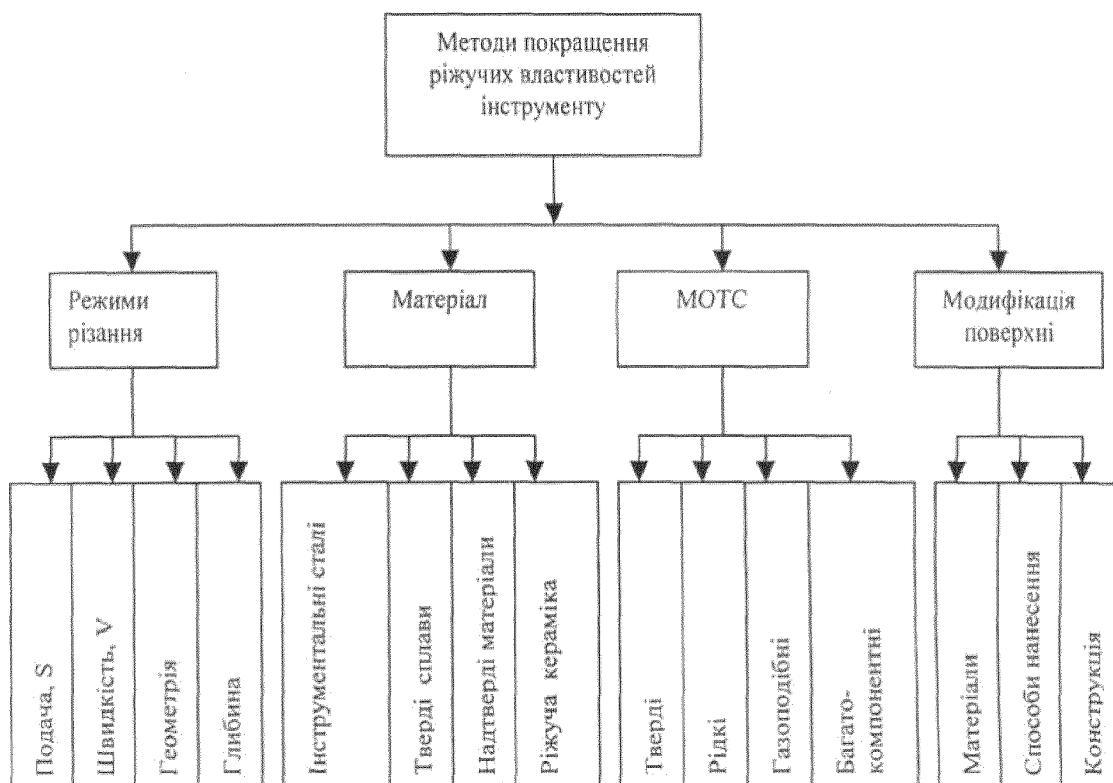 Методи покращення
ріжучих властивостей
інструменту
Режими
різання
Матеріал
МОТС
Модифікація
поверхні
Подача, S
Швидкість, V
Геометрія
Глибина
Інструментальні сталі
Тверді сплави
Надтверді матеріали
Ріжуча кераміка
Тверді
Рідкі
Газоподібні
Багато-
компонентні
Матеріали
Способи нанесення
Конструкція